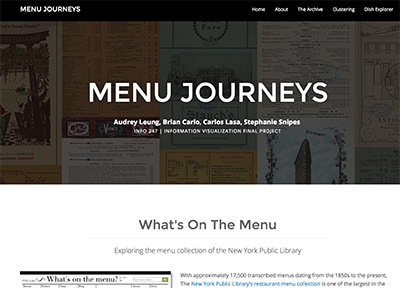 MENU JOURNEYS
Home About The Archive Clustering Dish Explorer
MENU JOURNEYS
Audrey Leung, Brian Carlo, Carlos Lasa, Stephanie Snipes
INFO 247 | INFORMATION VISUALIZATION FINAL PROJECT
What's On The Menu
Exploring the menu collection of the New York Public Library
What's on the menu?
With approximately 17,500 transcribed menus dating from the 1850s to the present,
The New York Public Library's restaurant menu collection is one of the largest in the